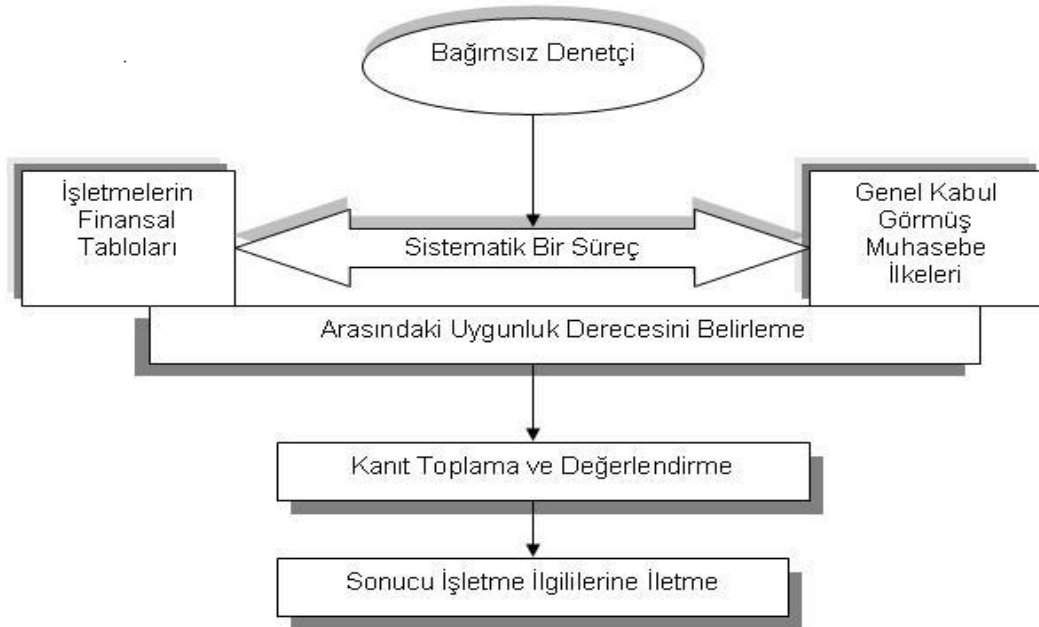 Bağımsız Denetçi
İşletmelerin
Finansal
Tabloları
Sistematik Bir Süreç
Genel Kabul
Görmüş
Muhasebe
İlkeleri
Arasındaki Uygunluk Derecesini Belirleme
Kanıt Toplama ve Değerlendirme
Sonucu İşletme İlgililerine İletme